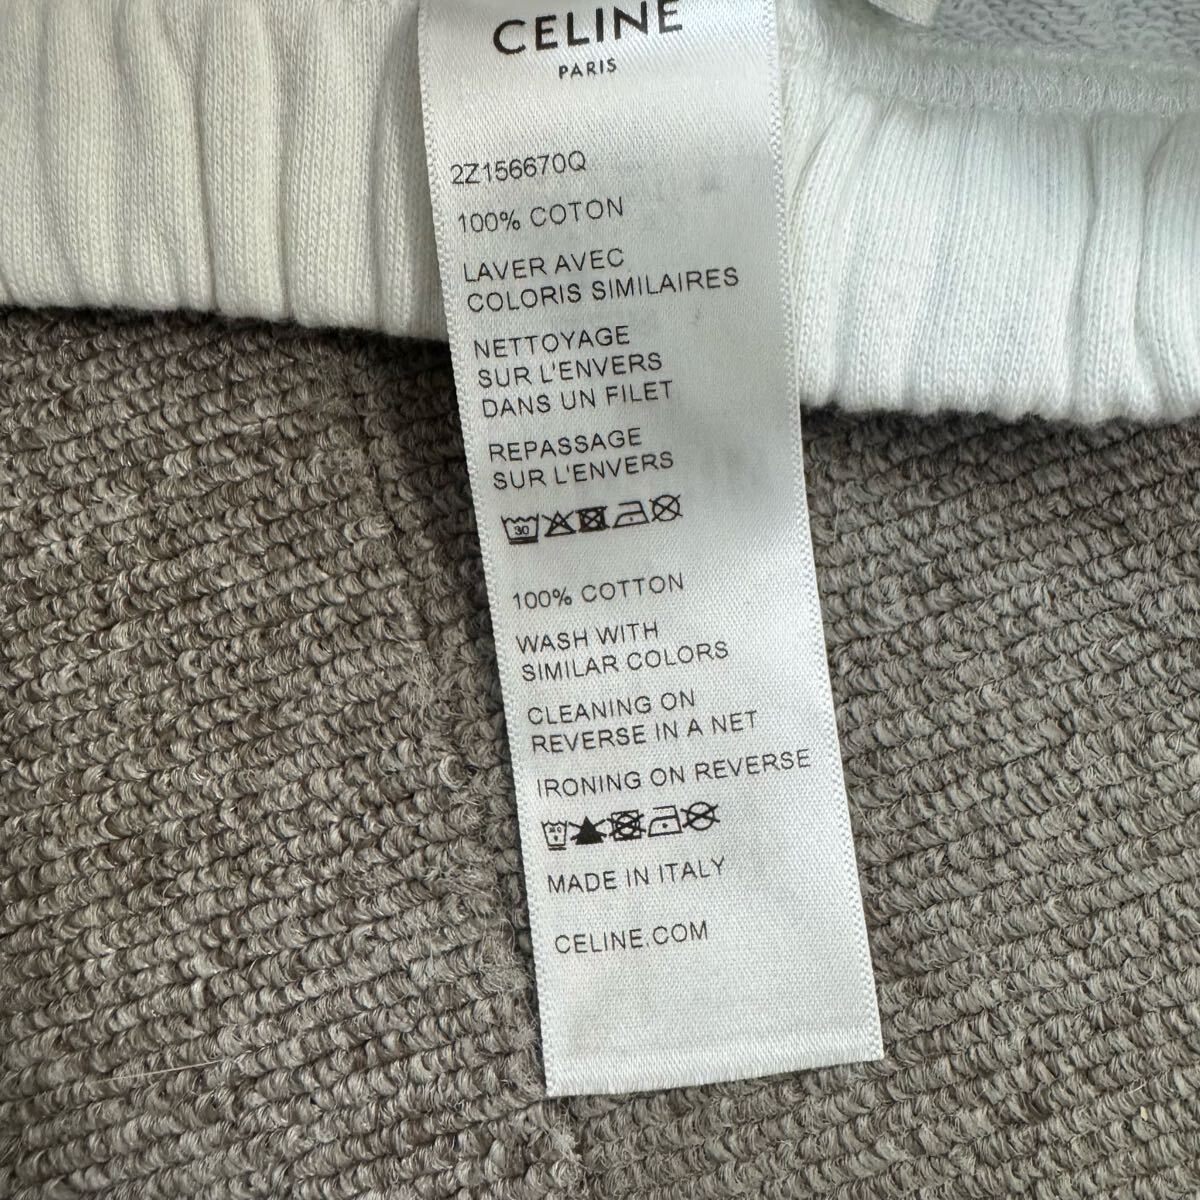 CELINE
PARIS
2Z156670Q
100% COTON
LAVER AVEC
COLORIS SIMILAIRES
NETTOYAGE
SUR L'ENVERS
DANS UN FILET
REPASSAGE
SUR L'ENVERS
30
100% COTTON
WASH WITH
SIMILAR COLORS
CLEANING ON
REVERSE IN A NET
IRONING ON REVERSE
MADE IN ITALY
CELINE.COM